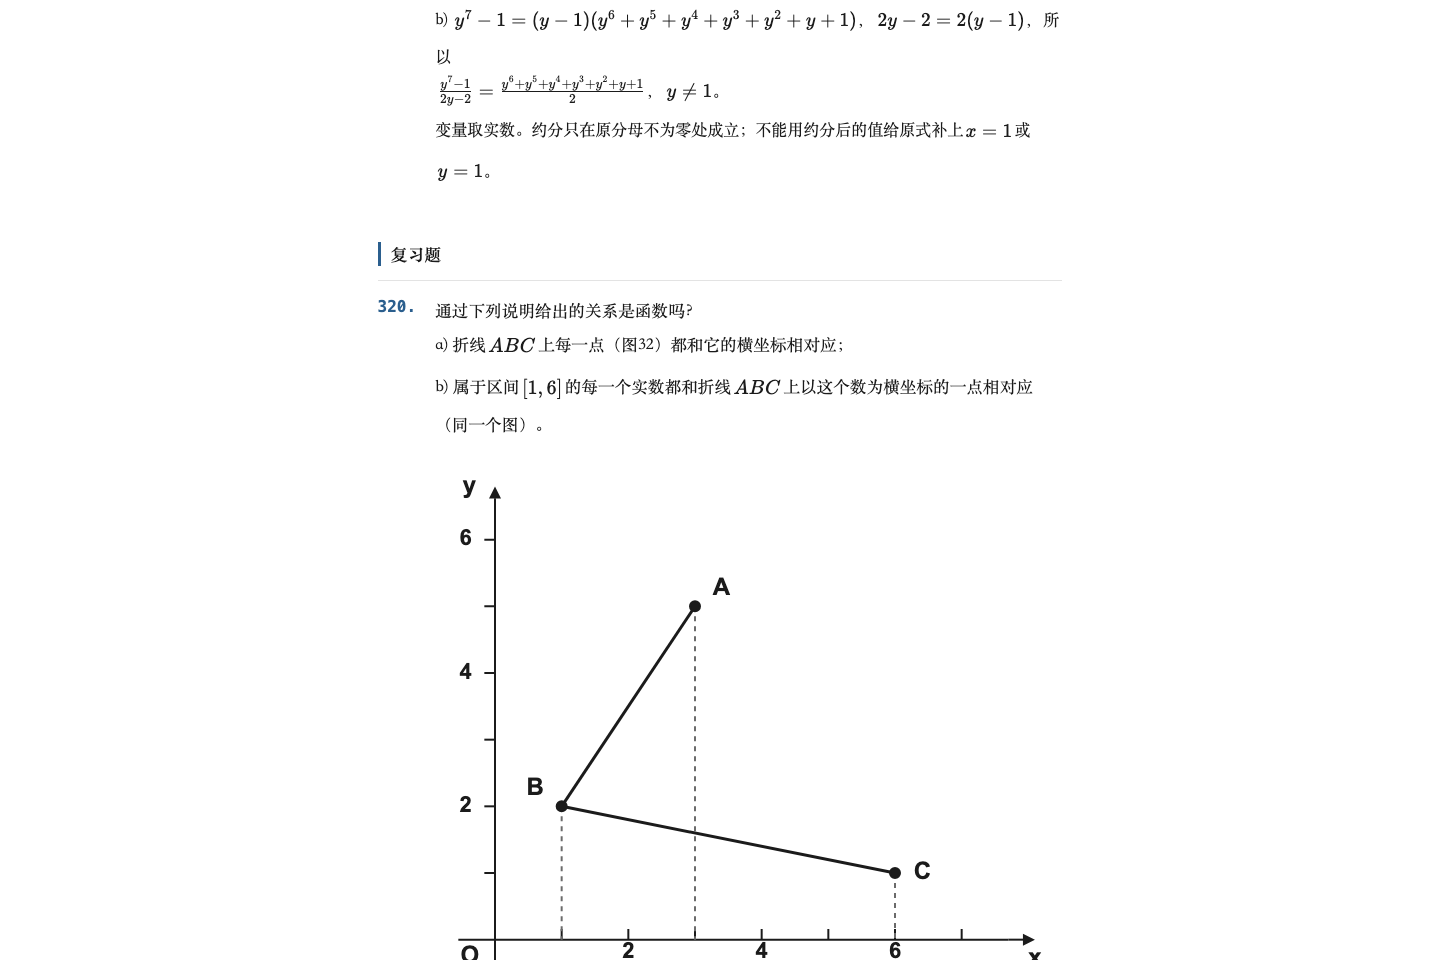 b) y⁷ − 1 = (y − 1)(y⁶ + y⁵ + y⁴ + y³ + y² + y + 1)， 2y − 2 = 2(y − 1)，所
以
(y⁷−1)/(2y−2) = (y⁶+y⁵+y⁴+y³+y²+y+1)/2， y ≠ 1。
变量取实数。约分只在原分母不为零处成立；不能用约分后的值给原式补上x = 1或
y = 1。
复习题
320. 通过下列说明给出的关系是函数吗？
a) 折线ABC上每一点（图32）都和它的横坐标相对应；
b) 属于区间[1, 6]的每一个实数都和折线ABC上以这个数为横坐标的一点相对应
（同一个图）。
y
6
A
4
B
2
C
O 2 4 6 x